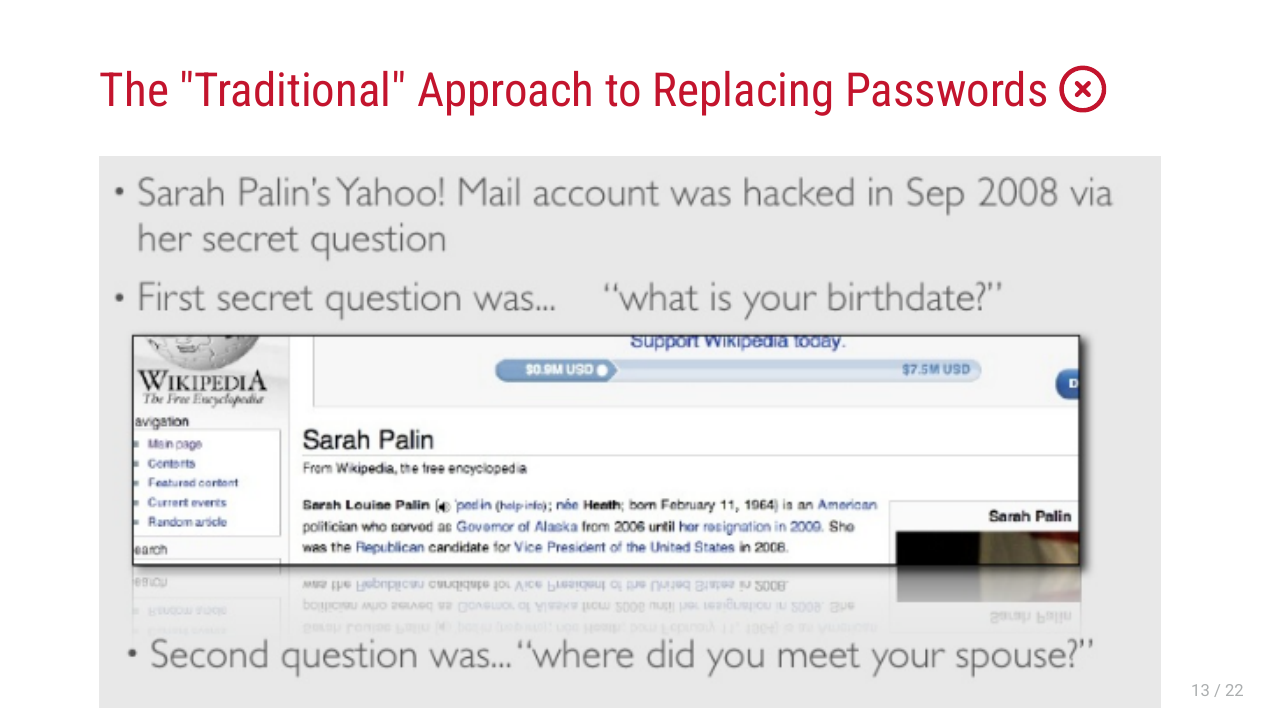 The "Traditional" Approach to Replacing Passwords
• Sarah Palin's Yahoo! Mail account was hacked in Sep 2008 via
her secret question
• First secret question was... “what is your birthdate?”
Support Wikipedia today.
$0.9M USD
$7.5M USD
D
WIKIPEDIA
The Free Encyclopedia
avigation
Main page
Contents
Featured content
Current events
Random article
earch
Sarah Palin
From Wikipedia, the free encyclopedia
Sarah Louise Palin ( (help·info); née Heath; born February 11, 1964) is an American
politician who served as Governor of Alaska from 2006 until her resignation in 2009. She
was the Republican candidate for Vice President of the United States in 2008.
Sarah Palin
• Second question was... “where did you meet your spouse?”
13 / 22